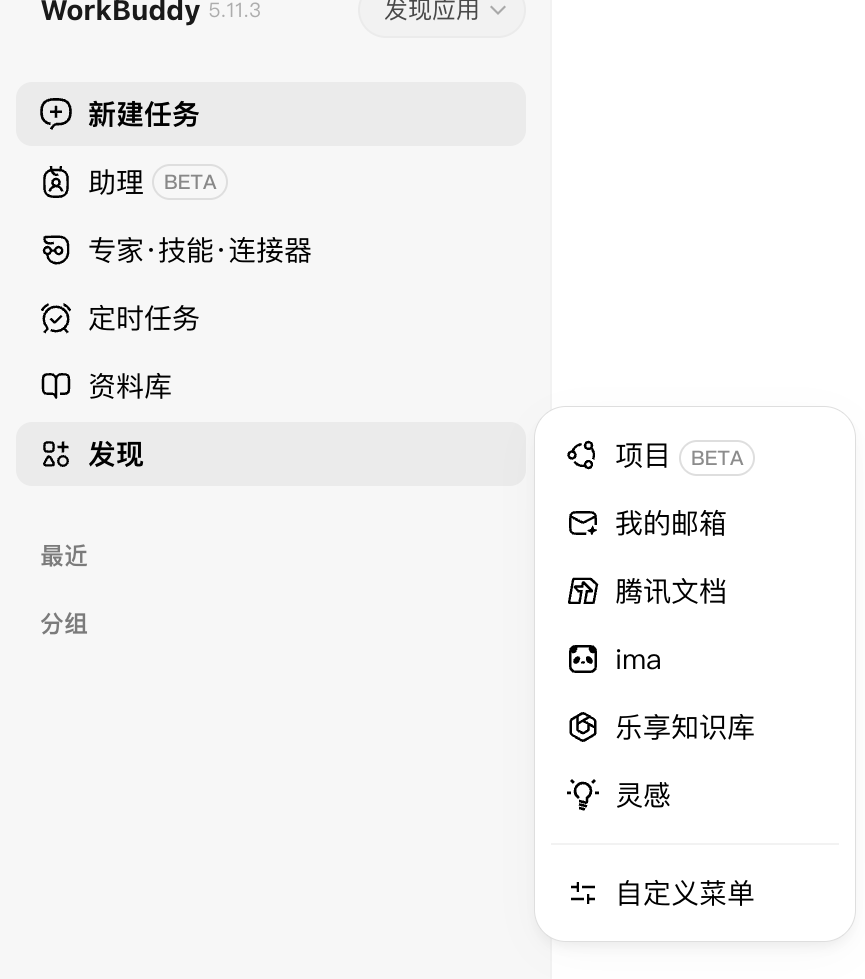 WorkBuddy 5.11.3
发现应用
新建任务
助理 BETA
专家·技能·连接器
定时任务
资料库
发现
最近
分组
项目 BETA
我的邮箱
腾讯文档
ima
乐享知识库
灵感
自定义菜单